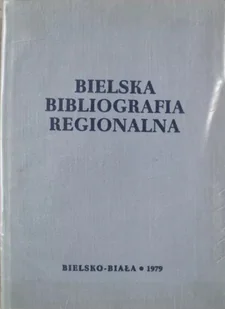 BIELSKA
BIBLIOGRAFIA
REGIONALNA
BIELSKO-BIAŁA • 1979